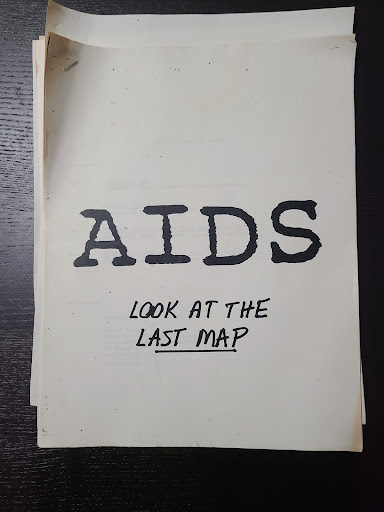 AIDS
LOOK AT THE
LAST MAP